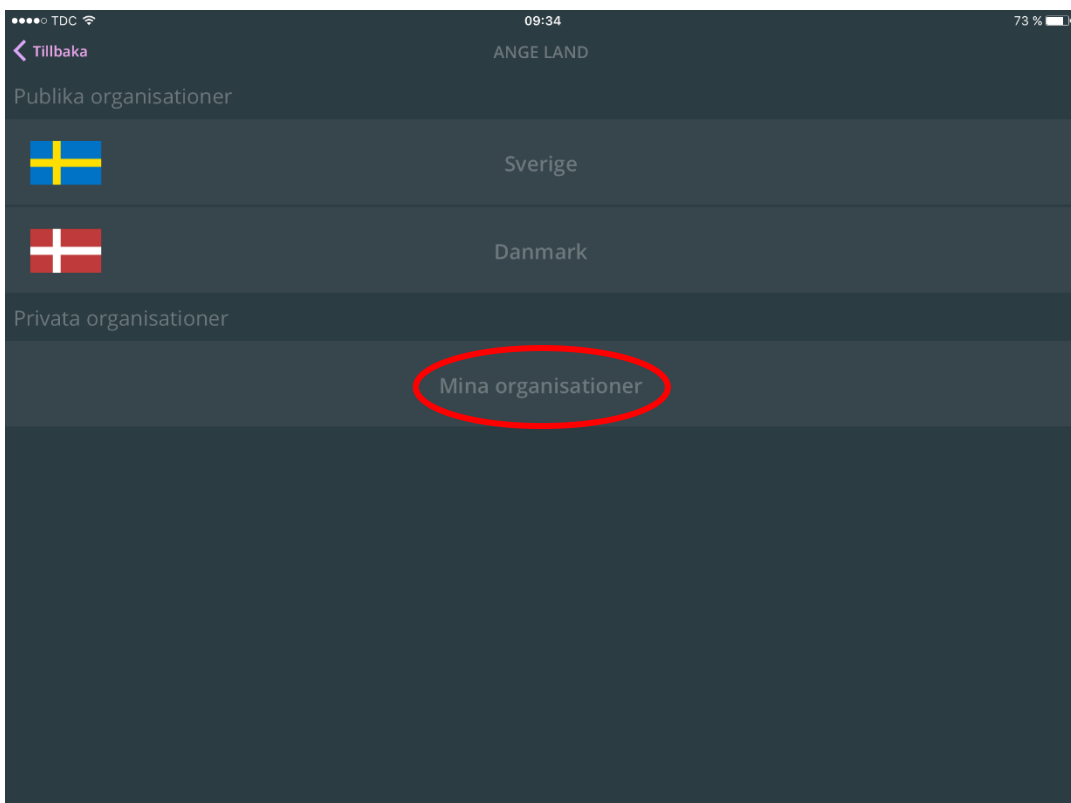 TDC 09:34 73 %
Tillbaka ANGE LAND
Publika organisationer
Sverige
Danmark
Privata organisationer
Mina organisationer